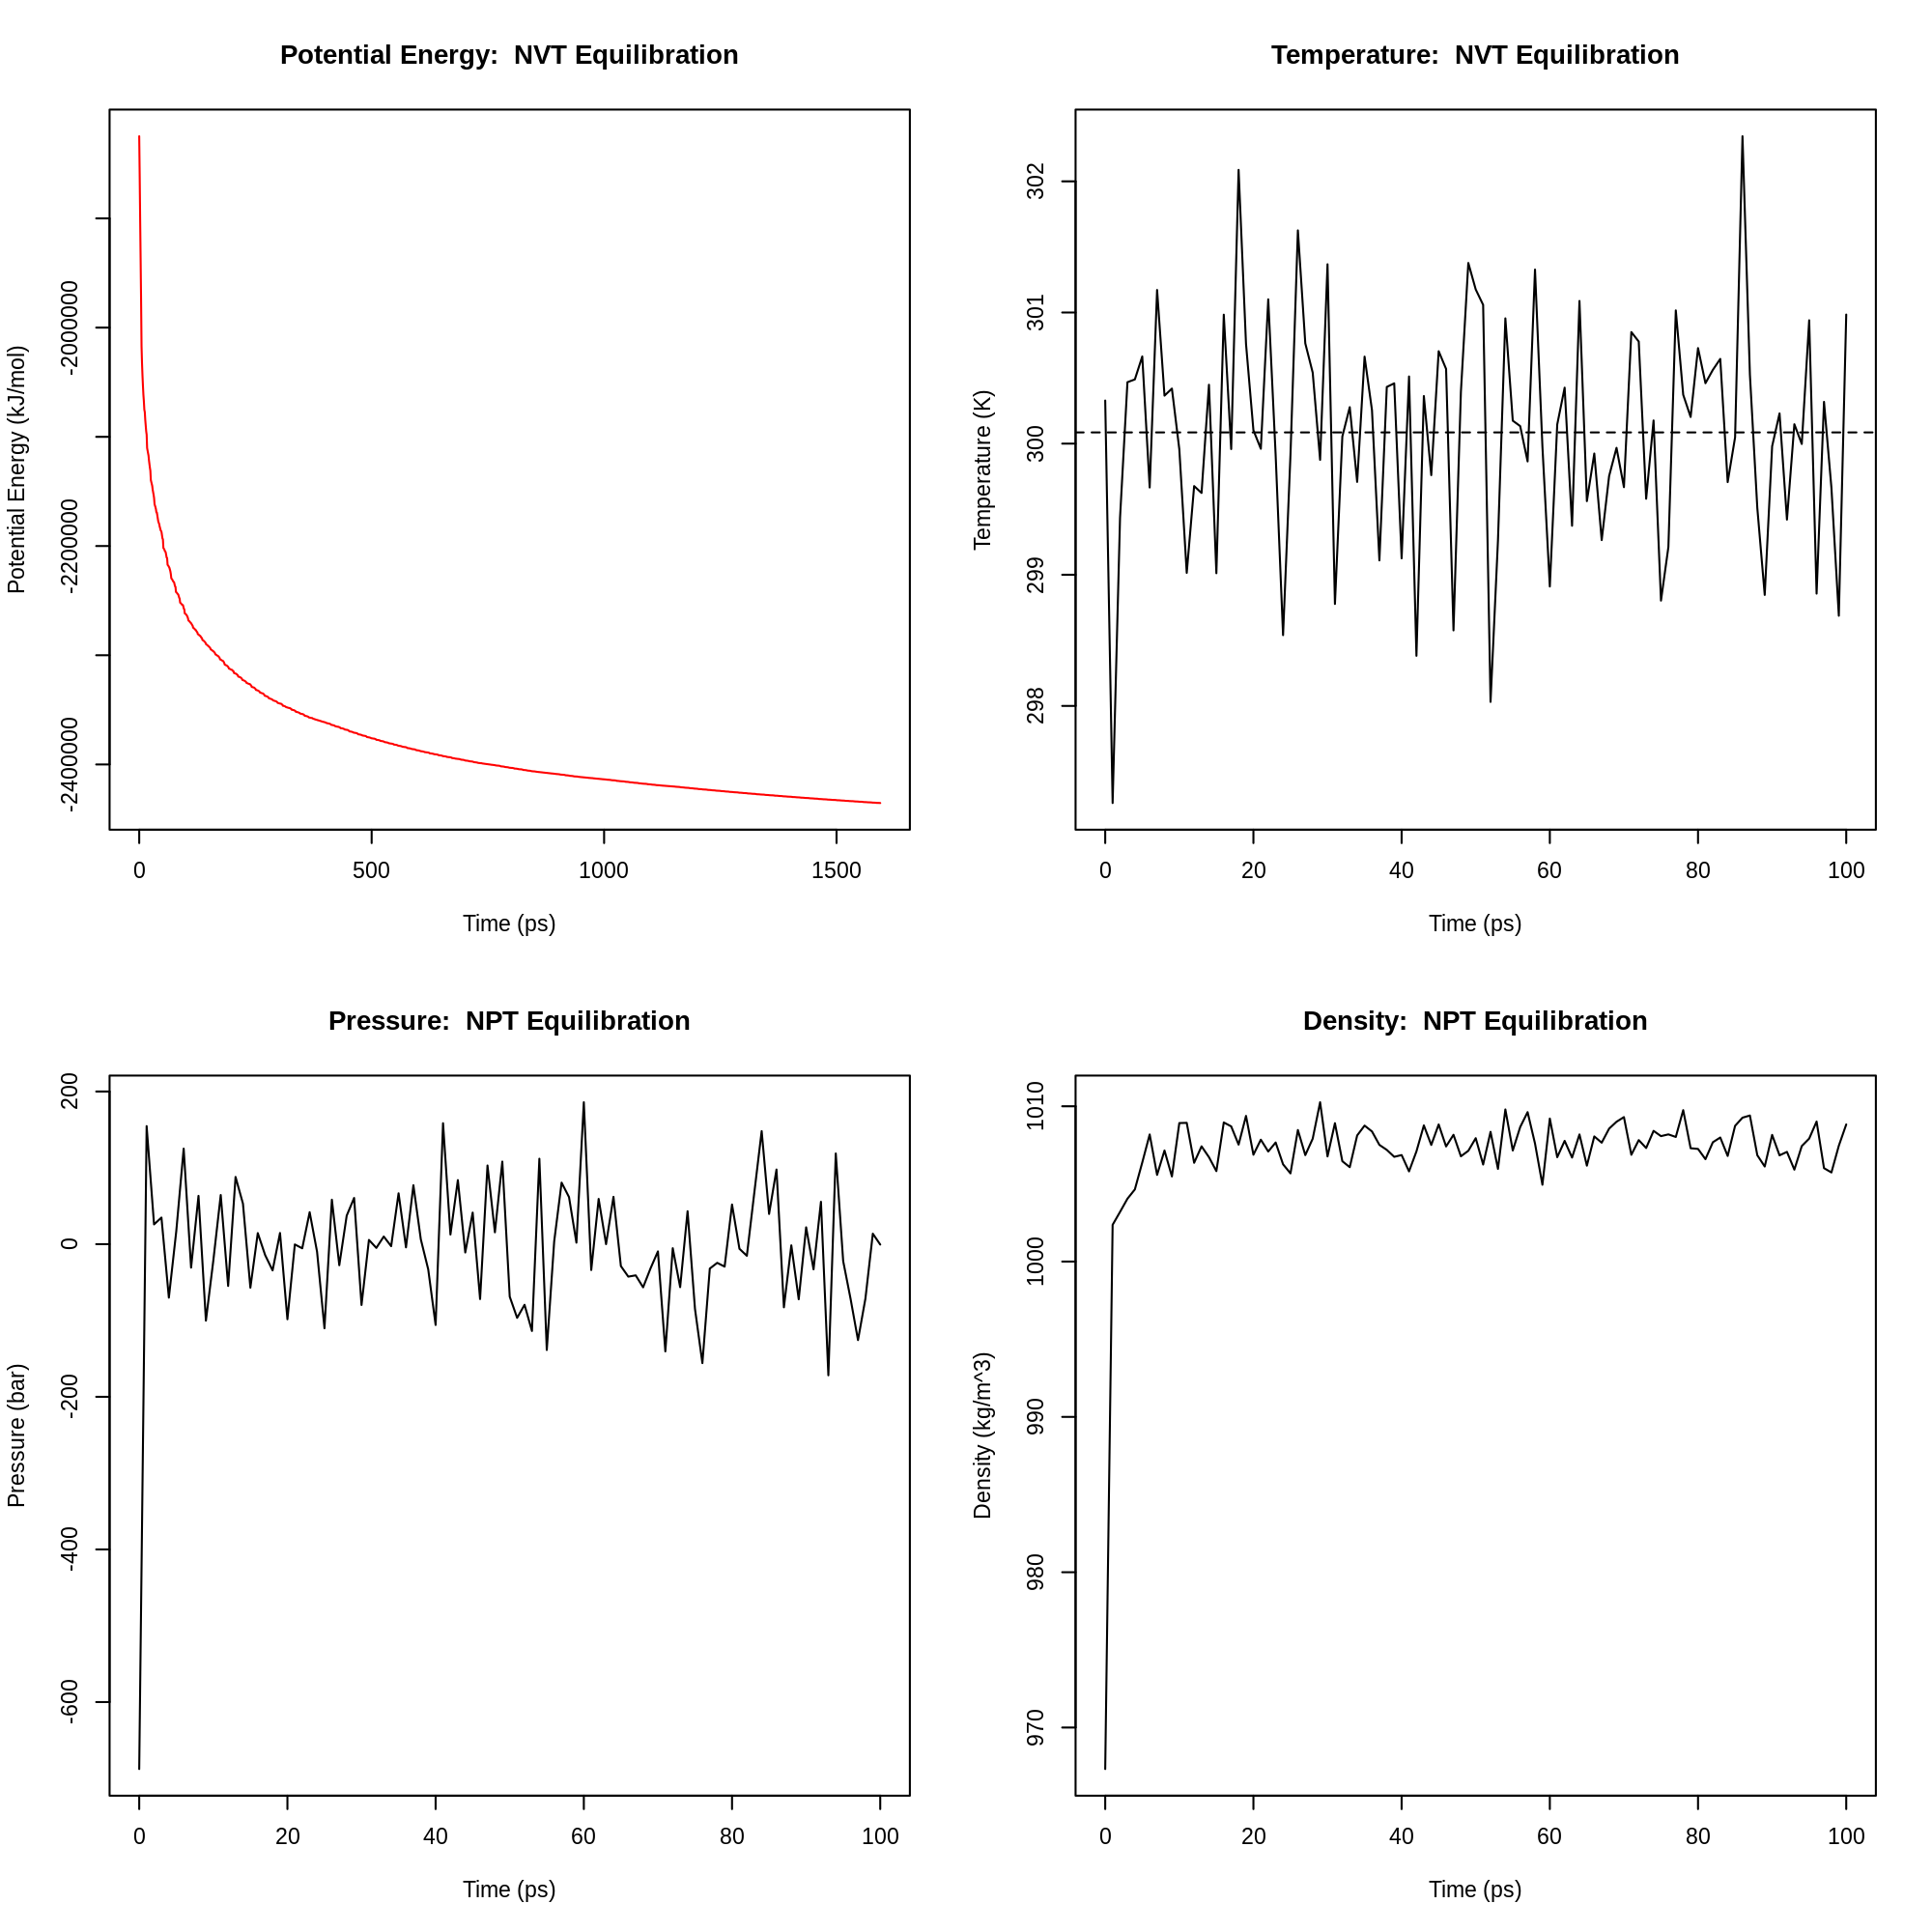 Potential Energy:  NVT Equilibration
Potential Energy (kJ/mol)
-2000000
-2200000
-2400000
0 500 1000 1500
Time (ps)
Temperature:  NVT Equilibration
Temperature (K)
302
301
300
299
298
0 20 40 60 80 100
Time (ps)
Pressure:  NPT Equilibration
Pressure (bar)
200
0
-200
-400
-600
0 20 40 60 80 100
Time (ps)
Density:  NPT Equilibration
Density (kg/m^3)
1010
1000
990
980
970
0 20 40 60 80 100
Time (ps)